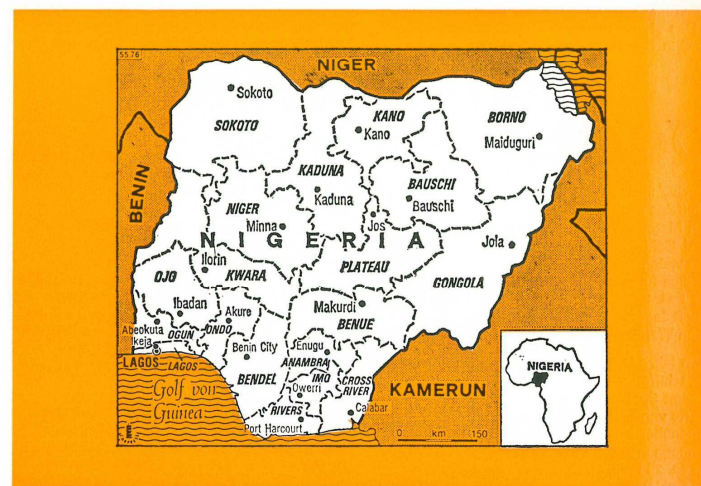 55 76
NIGER
Sokoto
SOKOTO
KANO
Kano
BORNO
Maiduguri
BENIN
KADUNA
Kaduna
BAUSCHI
Bauschi
NIGER
Minna
Jos
NIGERIA
Jola
Ilorin
KWARA
PLATEAU
GONGOLA
OJO
Ibadan
Akure
Makurdi
BENUE
Abeokuta
OGUN
ONDO
keja
Benin City
Enugu
ANAMBRA
LAGOS
LAGOS
BENDEL
IMO
CROSS
RIVER
Owerri
KAMERUN
NIGERIA
Golf von
Guinea
RIVERS
Calabar
Port Harcourt
0 km 150